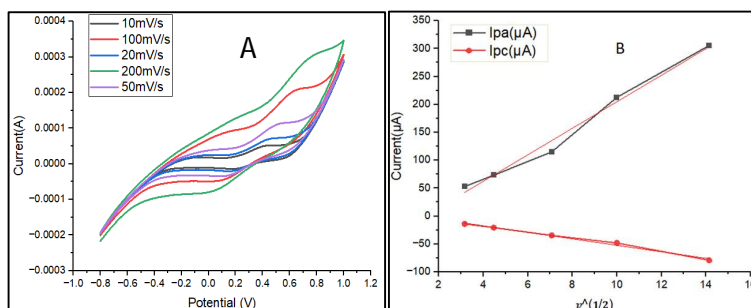 10mV/s
100mV/s
20mV/s
200mV/s
50mV/s
A
0.0004
0.0003
0.0002
0.0001
0.0000
−0.0001
−0.0002
−0.0003
Current(A)
−1.0 −0.8 −0.6 −0.4 −0.2 0.0 0.2 0.4 0.6 0.8 1.0 1.2
Potential (V)
Ipa(µA)
Ipc(µA)
B
350
300
250
200
150
100
50
0
−50
−100
Current(µA)
2 4 6 8 10 12 14 16
v^(1/2)